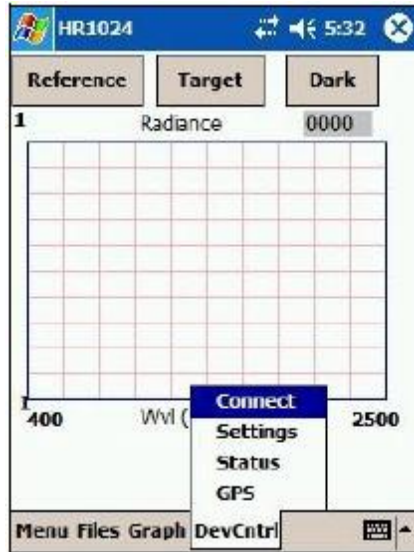 HR1024 5:32
Reference Target Dark
1 Radiance 0000
400 Wvl ( 2500
Connect
Settings
Status
GPS
Menu Files Graph DevCntrl